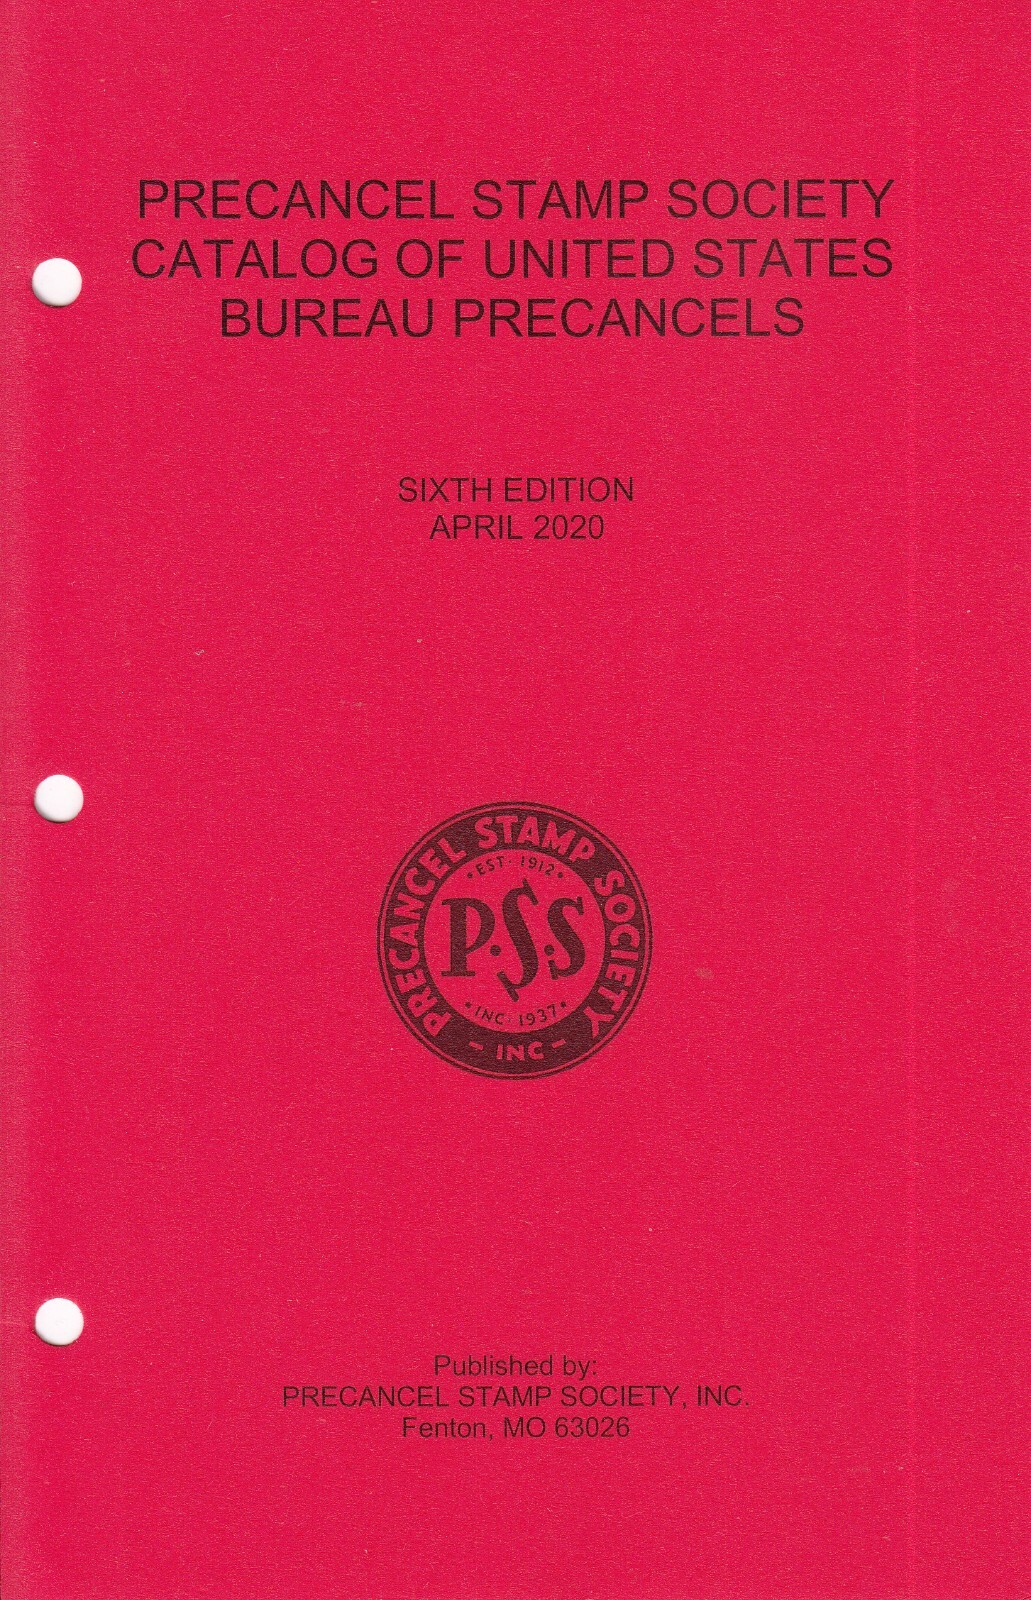 PRECANCEL STAMP SOCIETY
CATALOG OF UNITED STATES
BUREAU PRECANCELS
SIXTH EDITION
APRIL 2020
PRECANCEL STAMP SOCIETY
• EST • 1912 •
P•S•S
• INC • 1937 •
– INC –
Published by:
PRECANCEL STAMP SOCIETY, INC.
Fenton, MO 63026